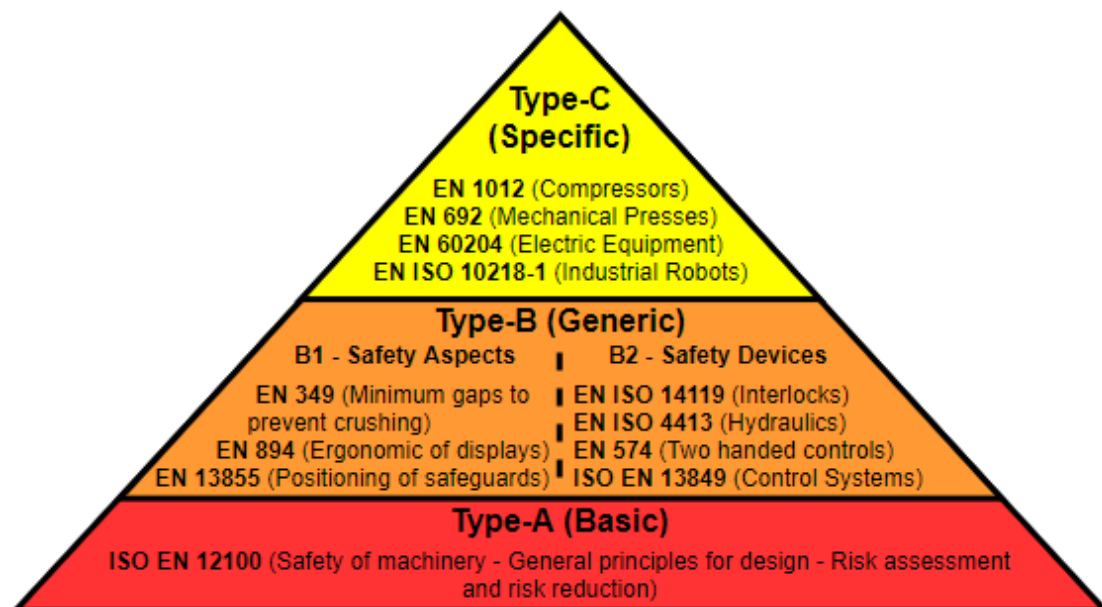 Type-C
(Specific)
EN 1012 (Compressors)
EN 692 (Mechanical Presses)
EN 60204 (Electric Equipment)
EN ISO 10218-1 (Industrial Robots)
Type-B (Generic)
B1 - Safety Aspects
EN 349 (Minimum gaps to
prevent crushing)
EN 894 (Ergonomic of displays)
EN 13855 (Positioning of safeguards)
B2 - Safety Devices
EN ISO 14119 (Interlocks)
EN ISO 4413 (Hydraulics)
EN 574 (Two handed controls)
ISO EN 13849 (Control Systems)
Type-A (Basic)
ISO EN 12100 (Safety of machinery - General principles for design - Risk assessment
and risk reduction)